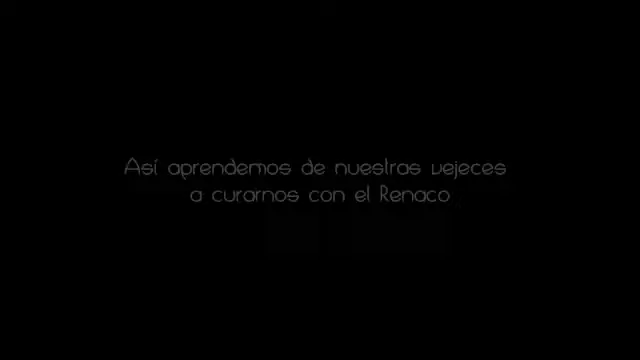 Así aprendemos de nuestras vejeces
a curarnos con el Renaco